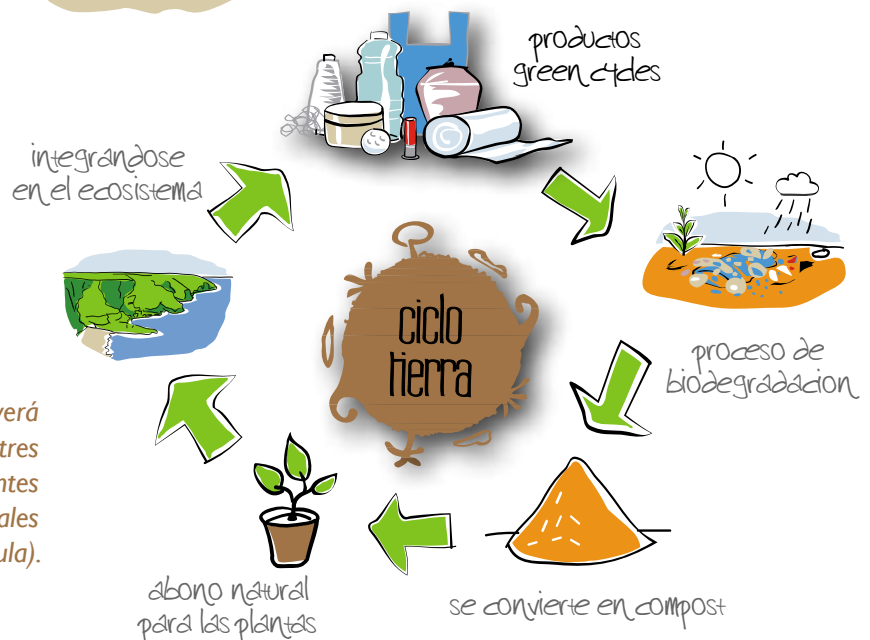 productos
green cycles
integrandose
en el ecosistema
ciclo
tierra
proceso de
biodegradacion
verá
tres
ntes
ales
ula).
abono natural
para las plantas
se convierte en compost